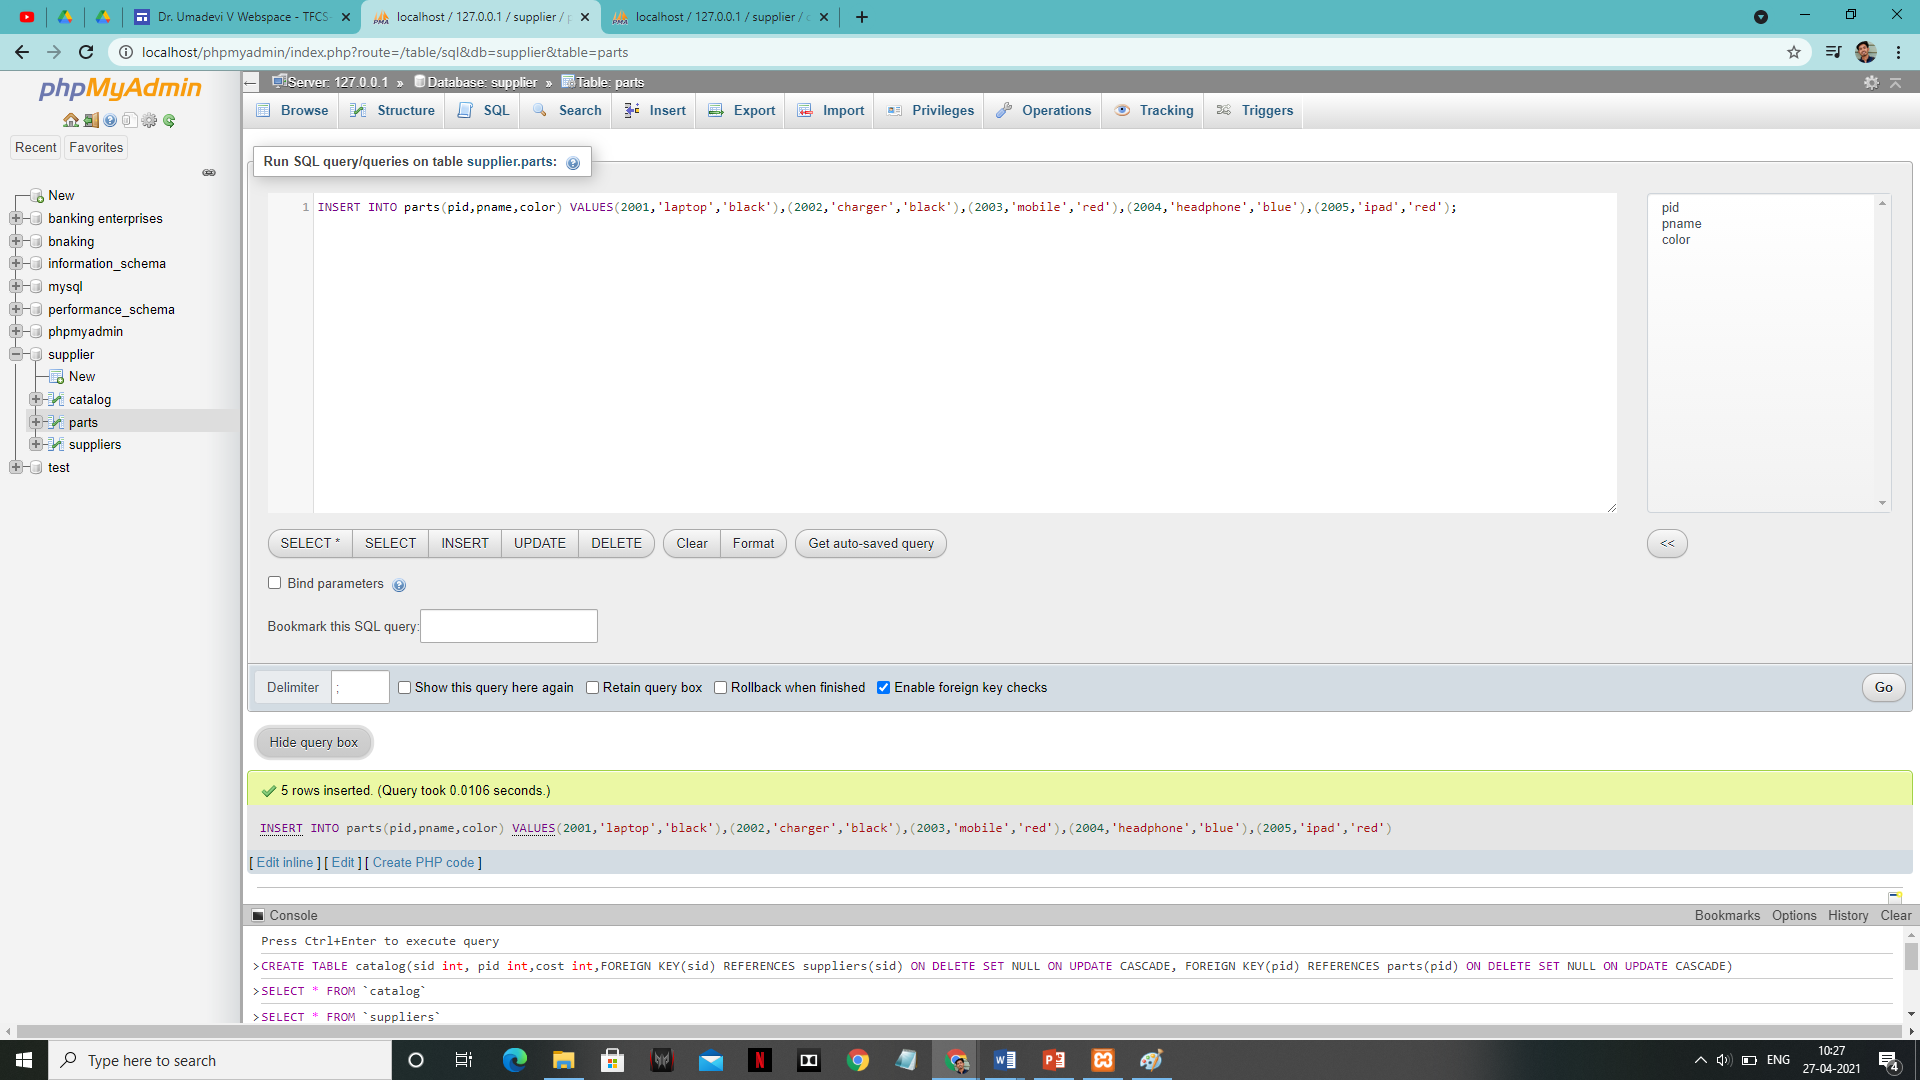 Dr. Umadevi V Webspace - TFCS
localhost / 127.0.0.1 / supplier /
localhost / 127.0.0.1 / supplier /
localhost/phpmyadmin/index.php?route=/table/sql&db=supplier&table=parts
phpMyAdmin
Recent Favorites
New
banking enterprises
bnaking
information_schema
mysql
performance_schema
phpmyadmin
supplier
New
catalog
parts
suppliers
test
Server: 127.0.0.1 » Database: supplier » Table: parts
Browse Structure SQL Search Insert Export Import Privileges Operations Tracking Triggers
Run SQL query/queries on table supplier.parts:
1 INSERT INTO parts(pid,pname,color) VALUES(2001,'laptop','black'),(2002,'charger','black'),(2003,'mobile','red'),(2004,'headphone','blue'),(2005,'ipad','red');
pid
pname
color
SELECT * SELECT INSERT UPDATE DELETE Clear Format Get auto-saved query <<
Bind parameters
Bookmark this SQL query:
Delimiter ; Show this query here again Retain query box Rollback when finished Enable foreign key checks Go
Hide query box
5 rows inserted. (Query took 0.0106 seconds.)
INSERT INTO parts(pid,pname,color) VALUES(2001,'laptop','black'),(2002,'charger','black'),(2003,'mobile','red'),(2004,'headphone','blue'),(2005,'ipad','red')
[ Edit inline ] [ Edit ] [ Create PHP code ]
Console Bookmarks Options History Clear
Press Ctrl+Enter to execute query
>CREATE TABLE catalog(sid int, pid int,cost int,FOREIGN KEY(sid) REFERENCES suppliers(sid) ON DELETE SET NULL ON UPDATE CASCADE, FOREIGN KEY(pid) REFERENCES parts(pid) ON DELETE SET NULL ON UPDATE CASCADE)
>SELECT * FROM `catalog`
>SELECT * FROM `suppliers`
Type here to search
ENG
10:27
27-04-2021
4